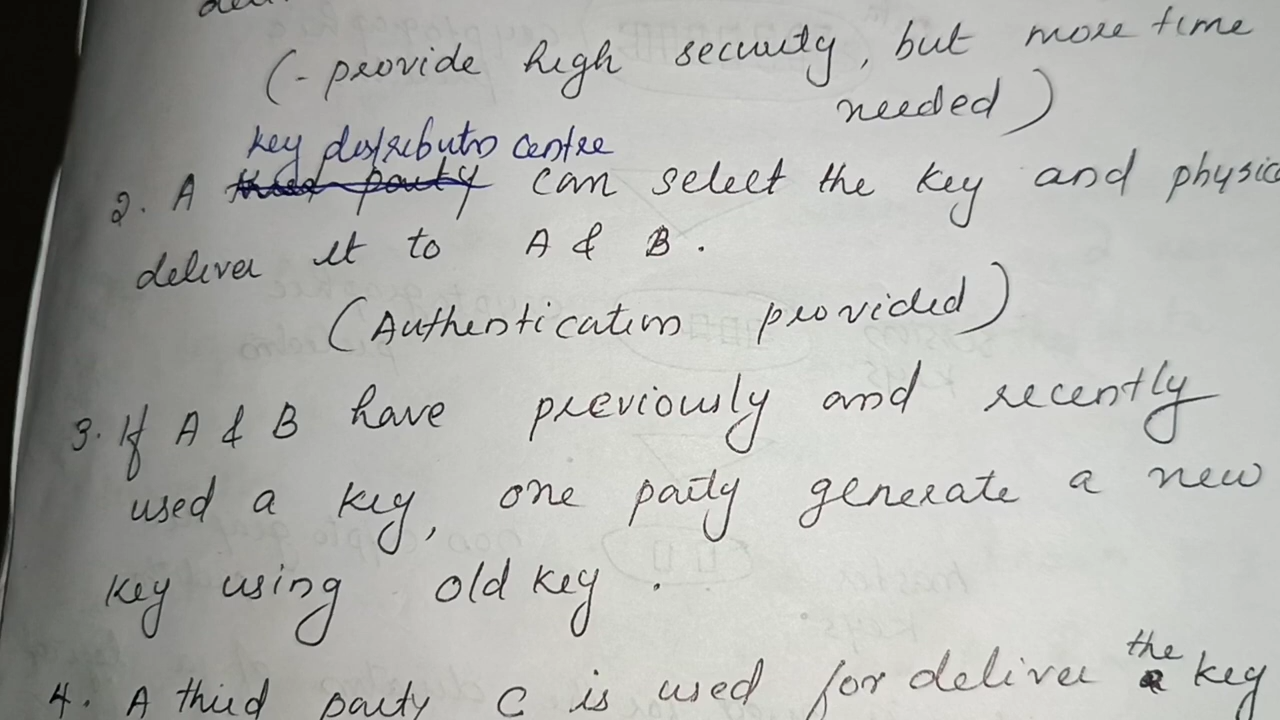 (- provide high security, but more time
needed)
key distributn centre
2. A third party can select the key and physic
deliver it to A & B.
(Authentication provided)
3. If A & B have previously and recently
used a key, one party generate a new
key using old key.
4. A third party C is used for deliver the key